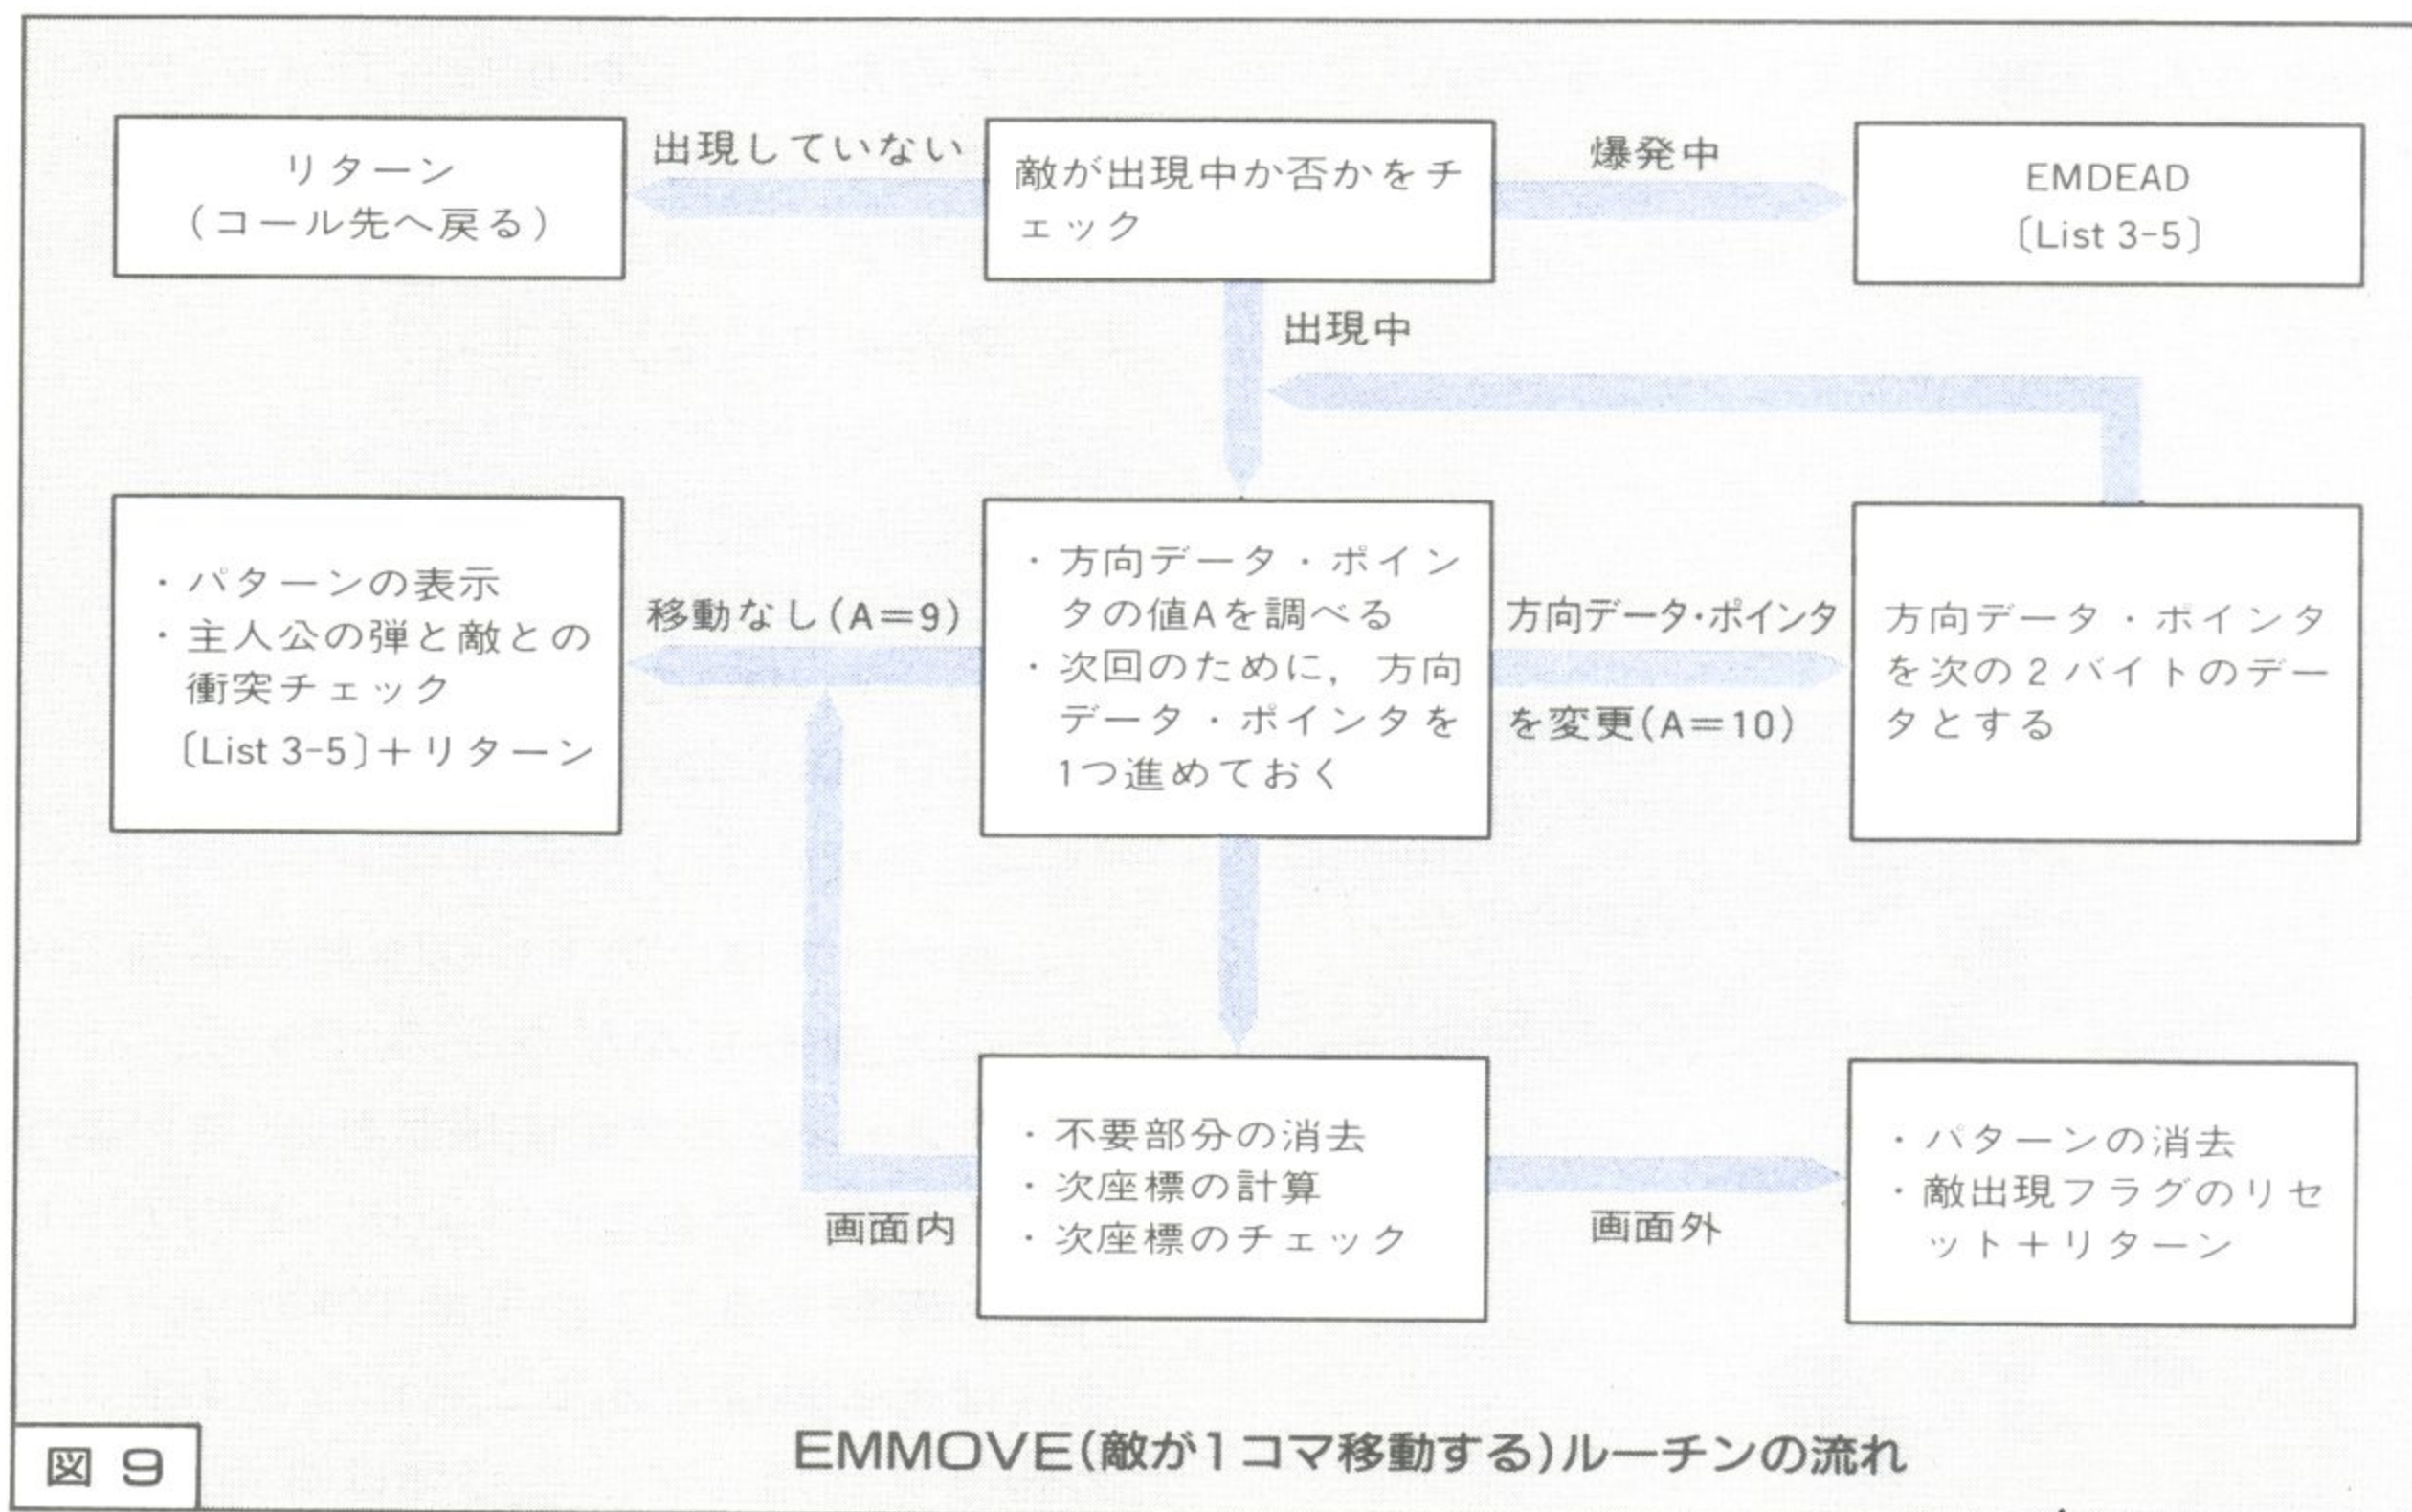 リターン
（コール先へ戻る）
出現していない
敵が出現中か否かをチ
ェック
爆発中
EMDEAD
〔List 3-5〕
出現中
・パターンの表示
・主人公の弾と敵との
衝突チェック
〔List 3-5〕＋リターン
移動なし(A＝9)
・方向データ・ポイン
タの値Aを調べる
・次回のために，方向
データ・ポインタを
1つ進めておく
方向データ・ポインタ
を変更(A＝10)
方向データ・ポインタ
を次の2バイトのデー
タとする
画面内
・不要部分の消去
・次座標の計算
・次座標のチェック
画面外
・パターンの消去
・敵出現フラグのリセ
ット＋リターン
図 9
EMMOVE(敵が1コマ移動する)ルーチンの流れ